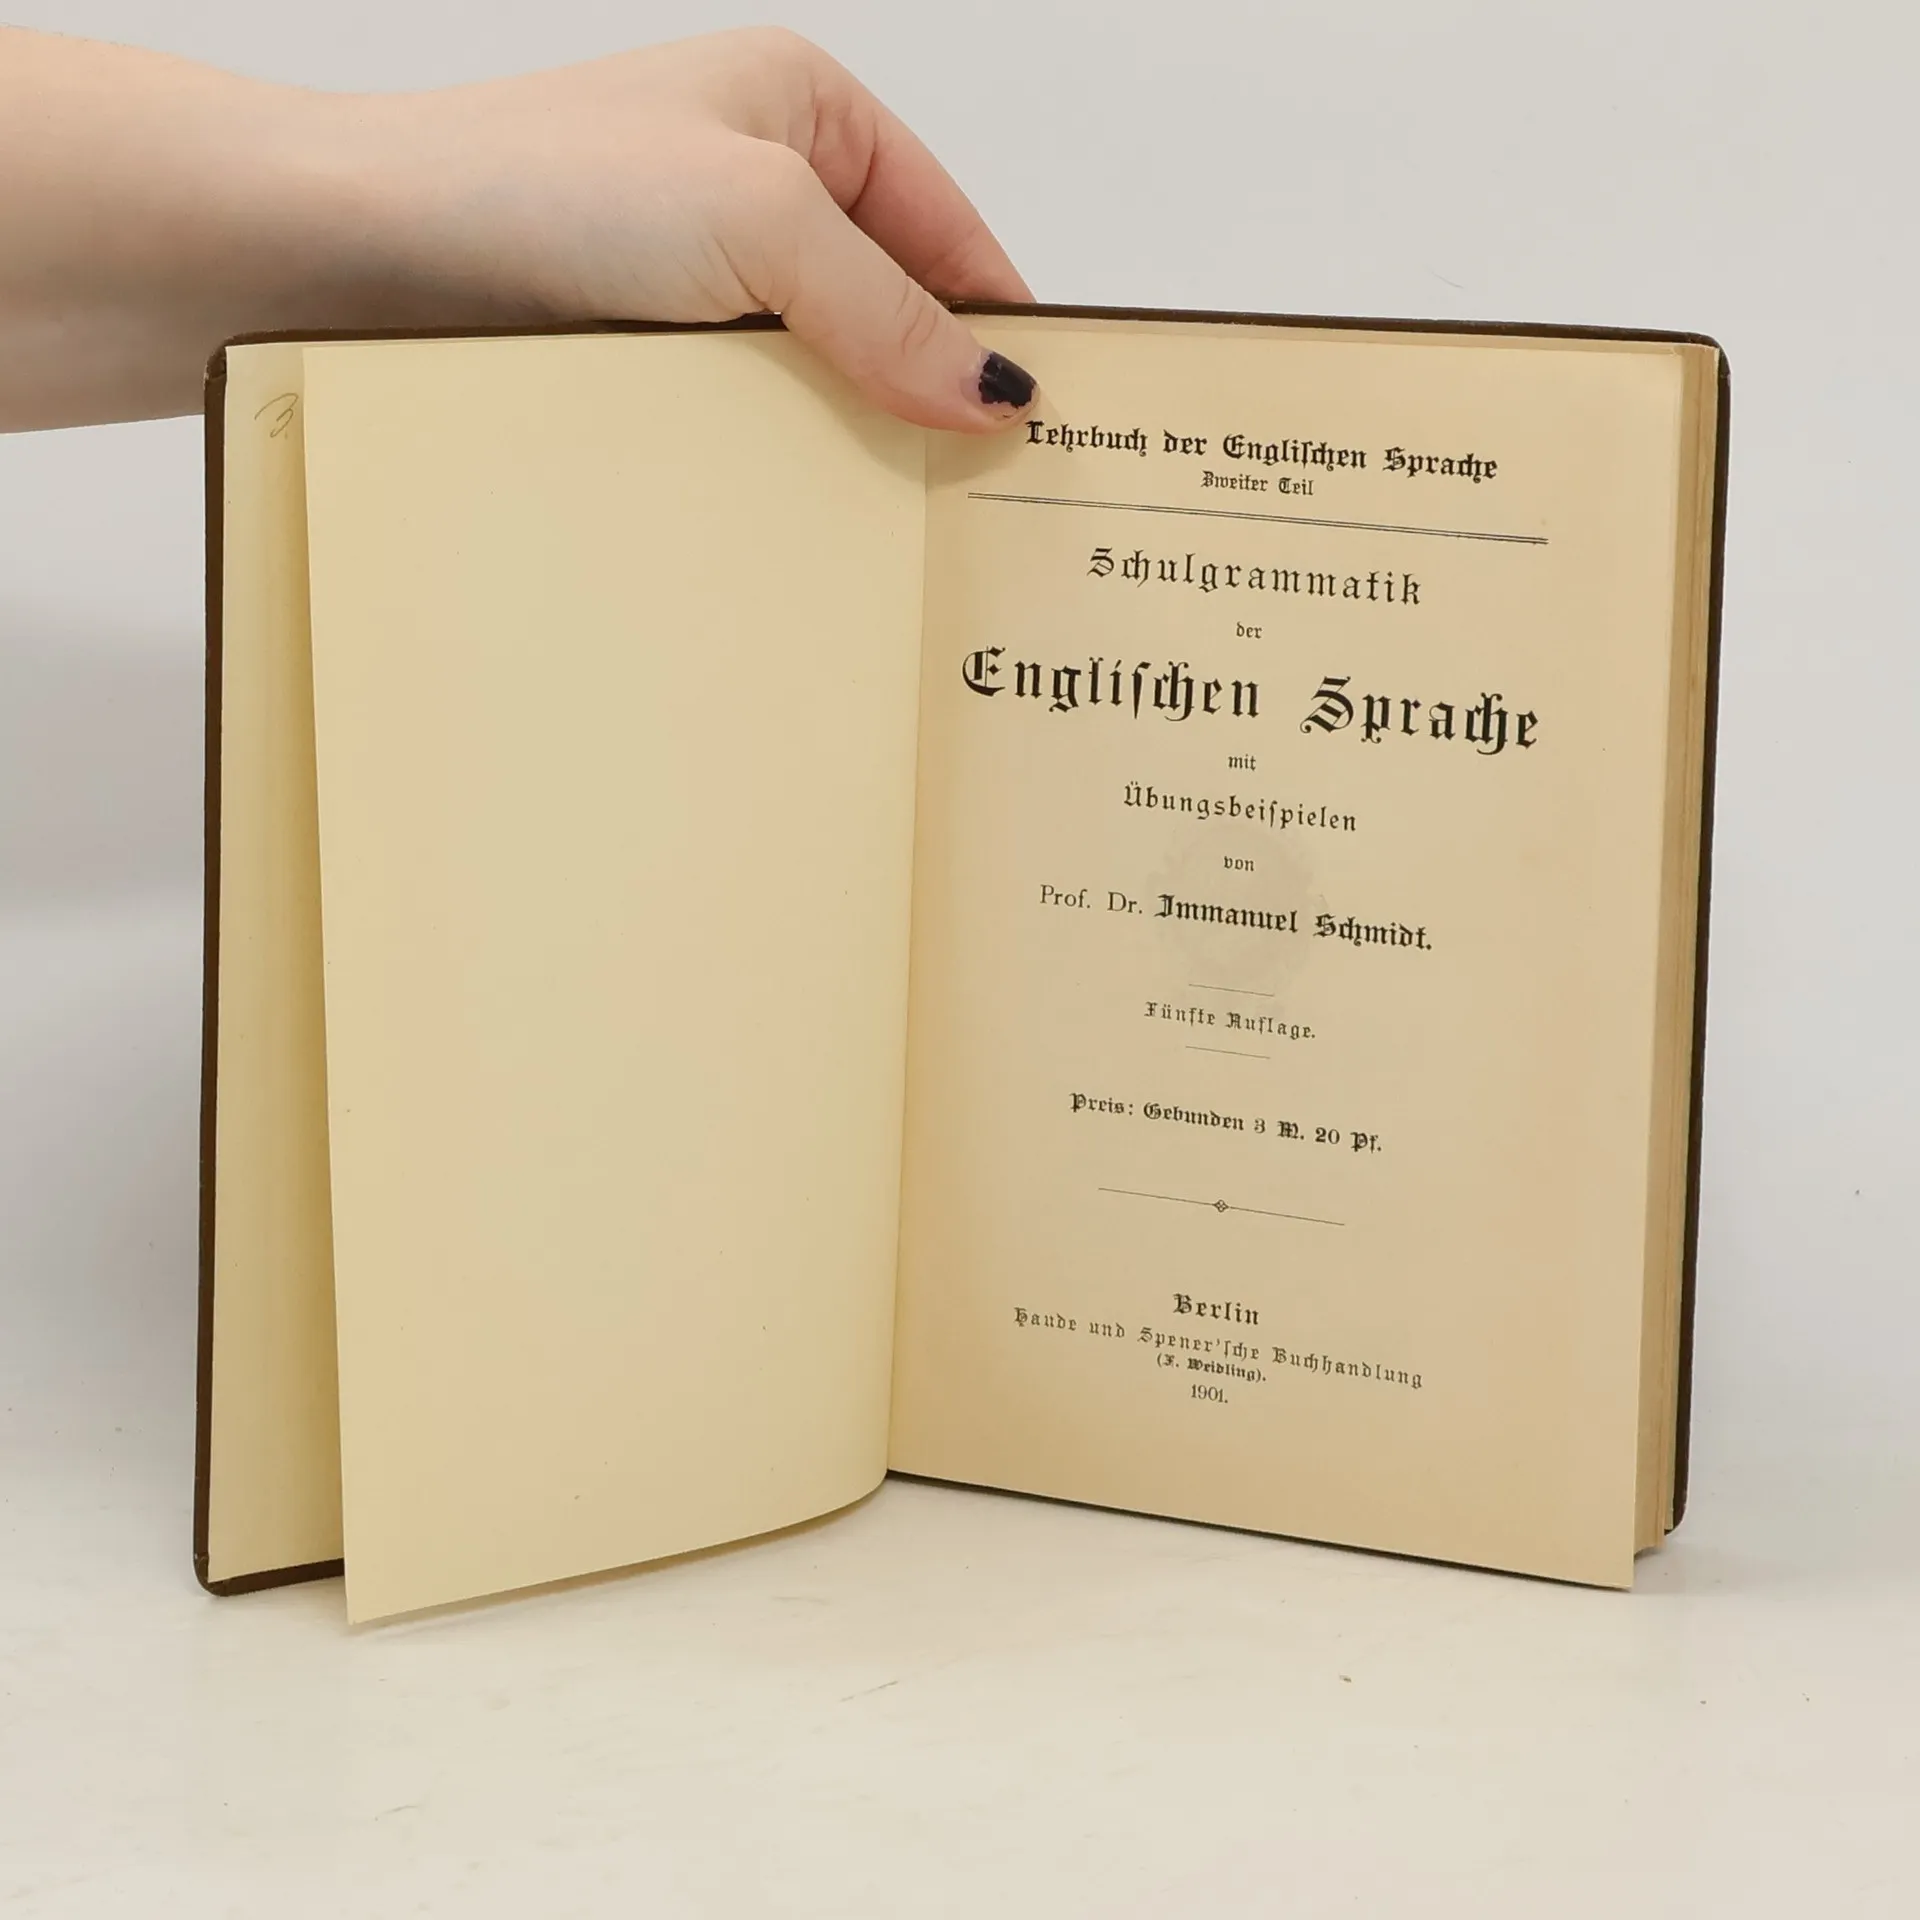 3.
Lehrbuch der Engliſchen Sprache
Zweiter Teil
Schulgrammatik
der
Engliſchen Sprache
mit
Übungsbeiſpielen
von
Prof. Dr. Immanuel Schmidt.
Fünfte Auflage.
Preis: Gebunden 3 M. 20 Pf.
Berlin
Haude und Spener'ſche Buchhandlung
(F. Weidling).
1901.